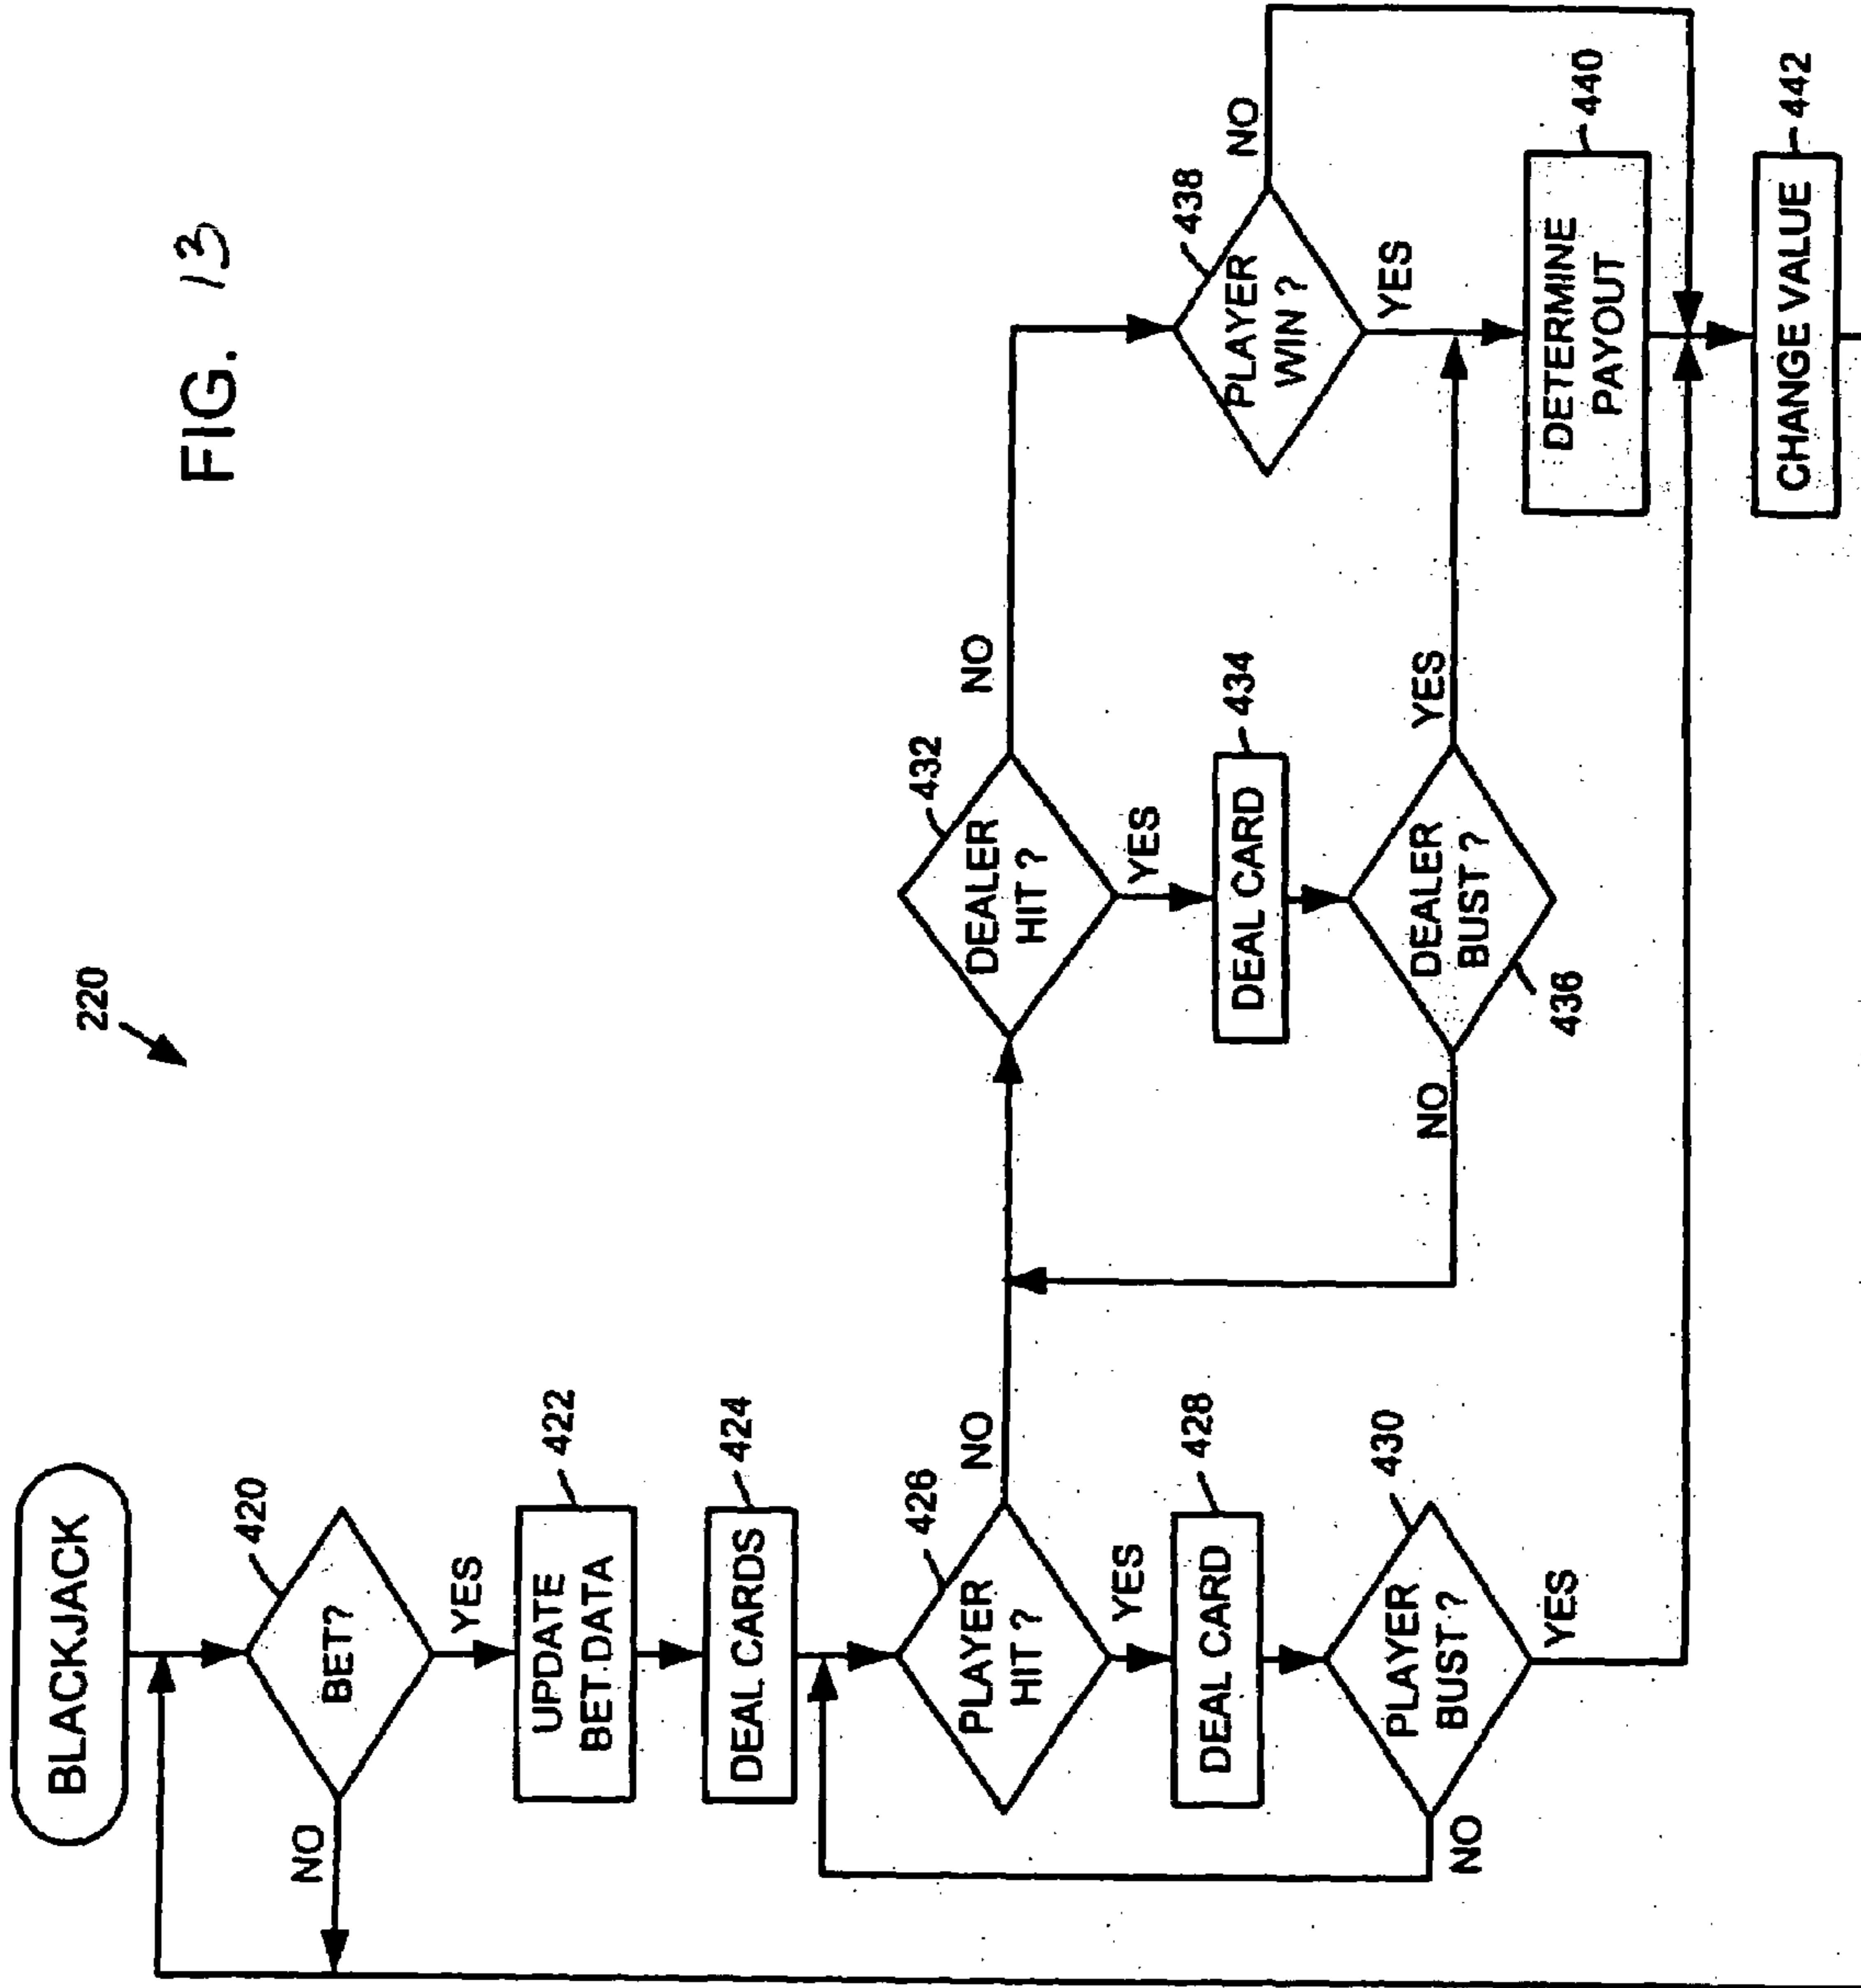 FIG. 13
220
BLACKJACK
420
BET?
NO
YES
UPDATE
BET DATA
422
DEAL CARDS
424
426
PLAYER
HIT ?
NO
YES
DEAL CARD
428
430
PLAYER
BUST ?
NO
YES
432
DEALER
HIT ?
NO
YES
DEAL CARD
434
DEALER
BUST ?
436
NO
YES
438
PLAYER
WIN ?
NO
YES
DETERMINE
PAYOUT
440
CHANGE VALUE
442